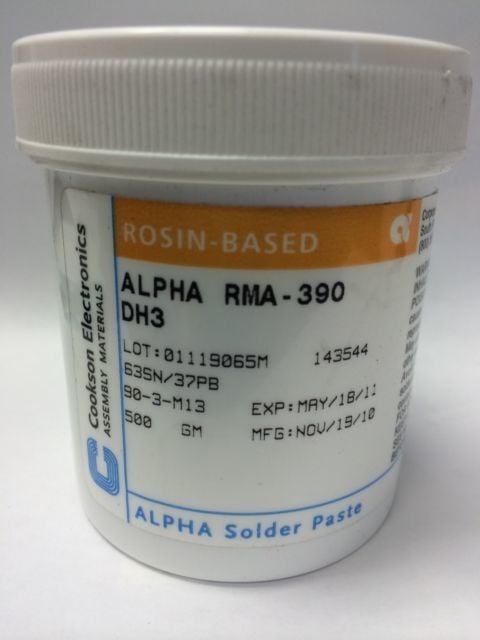 ROSIN-BASED
ALPHA RMA-390
DH3
LOT:01119065M 143544
63SN/37PB
90-3-M13
500 GM
EXP:MAY/18/11
MFG:NOV/19/10
ALPHA Solder Paste
Cookson Electronics
ASSEMBLY MATERIALS